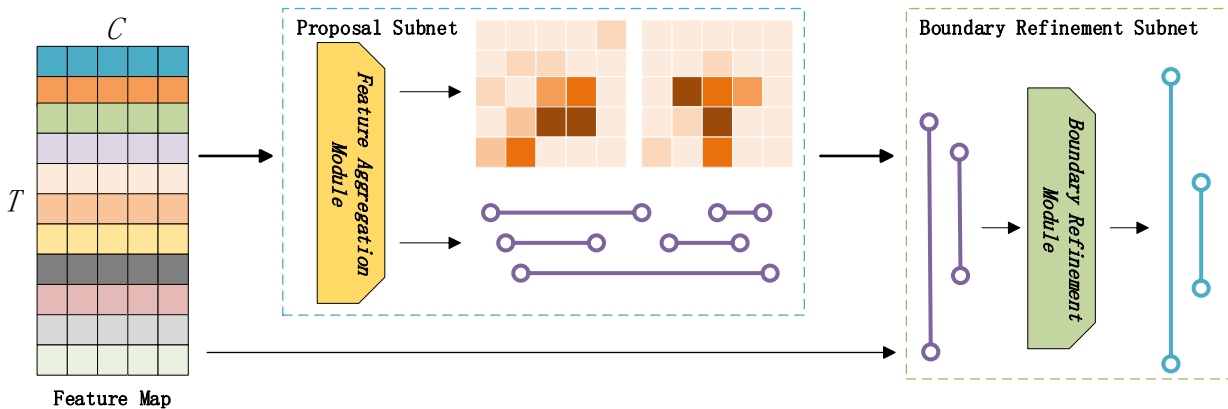 C
T
Feature Map
Proposal Subnet
Feature Aggregation
Module
Boundary Refinement Subnet
Boundary Refinement
Module